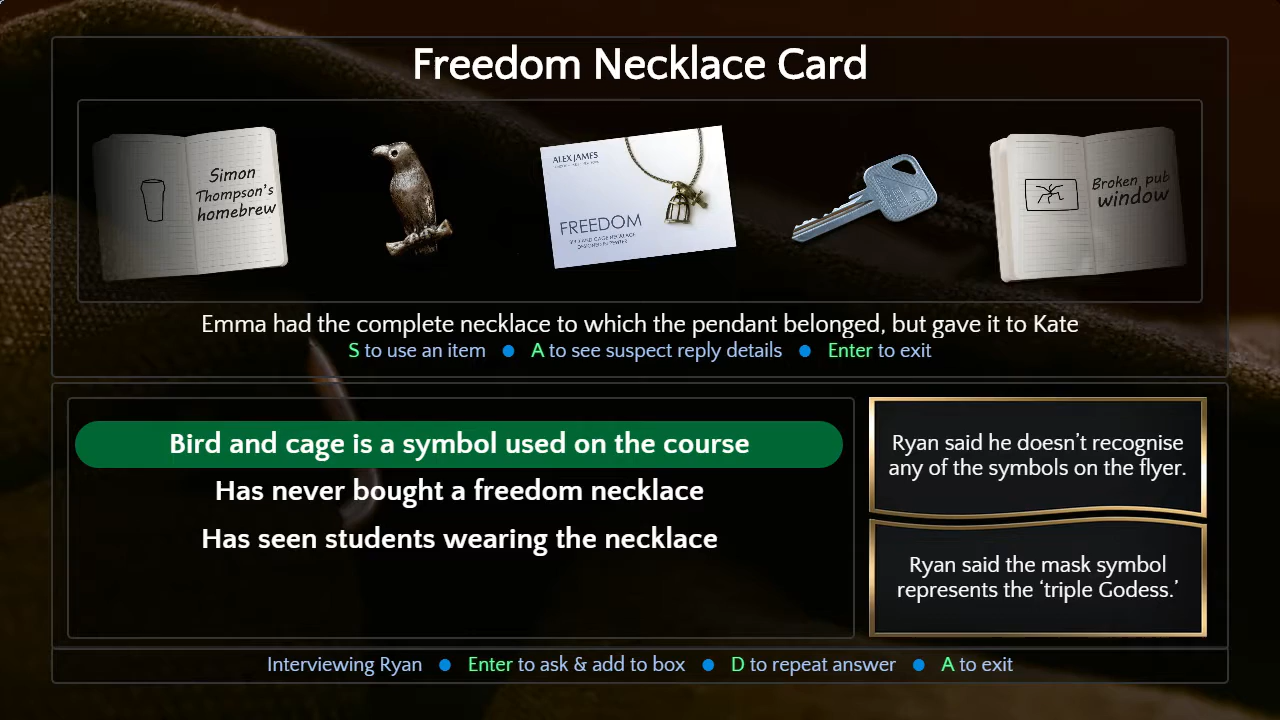 Freedom Necklace Card
Simon
Thompson's
homebrew
ALEX JAMES
FREEDOM
Broken pub
window
Emma had the complete necklace to which the pendant belonged, but gave it to Kate
S to use an item ● A to see suspect reply details ● Enter to exit
Bird and cage is a symbol used on the course
Has never bought a freedom necklace
Has seen students wearing the necklace
Ryan said he doesn't recognise
any of the symbols on the flyer.
Ryan said the mask symbol
represents the ‘triple Godess.’
Interviewing Ryan ● Enter to ask & add to box ● D to repeat answer ● A to exit